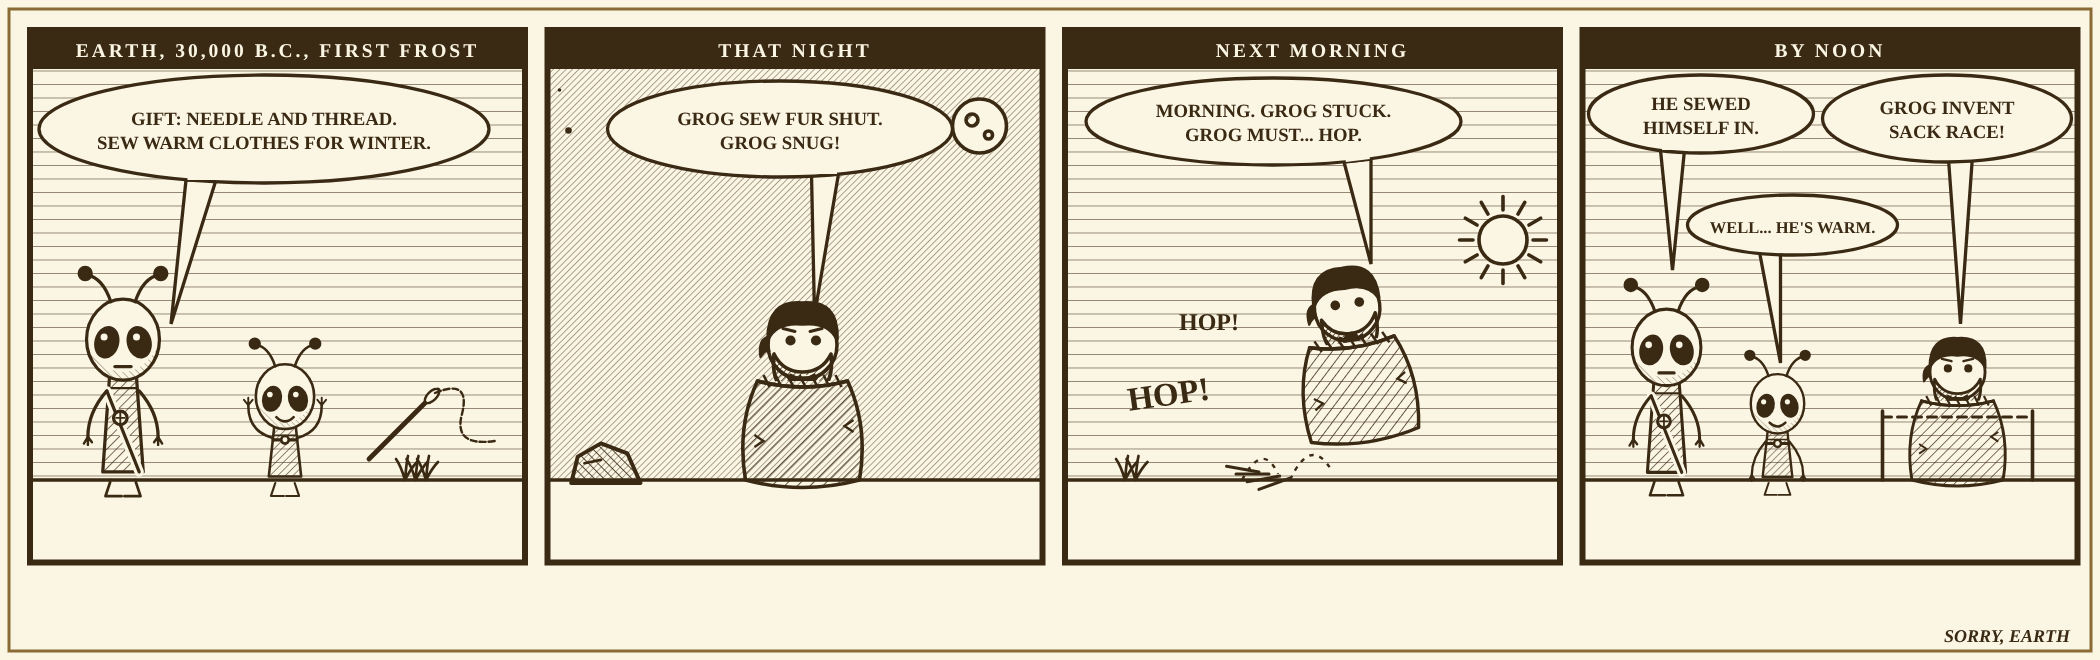 EARTH, 30,000 B.C., FIRST FROST
GIFT: NEEDLE AND THREAD.
SEW WARM CLOTHES FOR WINTER.
THAT NIGHT
GROG SEW FUR SHUT.
GROG SNUG!
NEXT MORNING
MORNING. GROG STUCK.
GROG MUST... HOP.
HOP!
HOP!
BY NOON
HE SEWED
HIMSELF IN.
GROG INVENT
SACK RACE!
WELL... HE'S WARM.
SORRY, EARTH